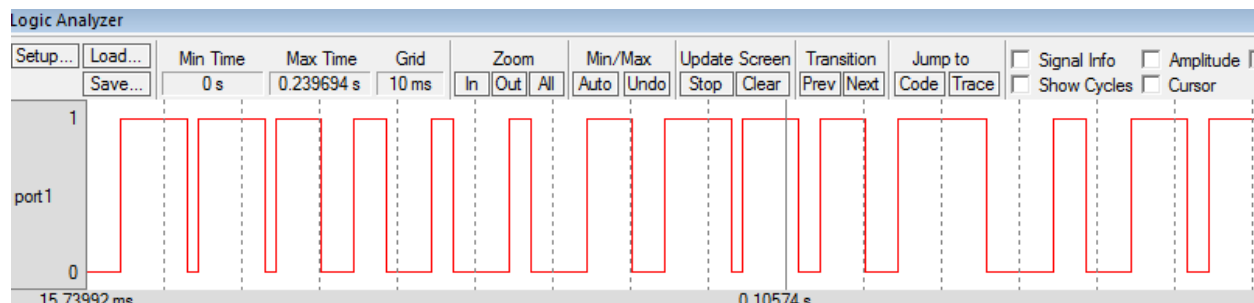 Logic Analyzer
Setup... Load... Min Time Max Time Grid Zoom Min/Max Update Screen Transition Jump to Signal Info Amplitude
Save... 0 s 0.239694 s 10 ms In Out All Auto Undo Stop Clear Prev Next Code Trace Show Cycles Cursor
1
port1
0
15.73992 ms 0.10574 s